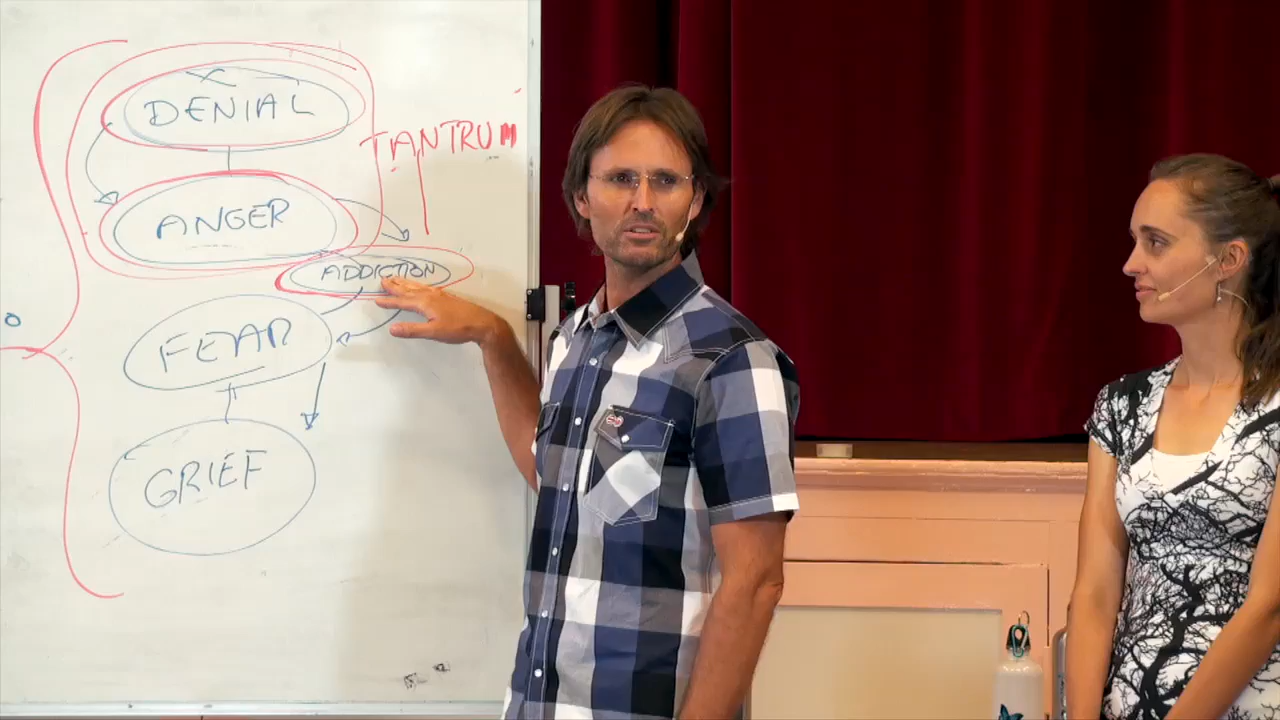 DENIAL
TANTRUM
ANGER
ADDICTION
FEAR
GRIEF